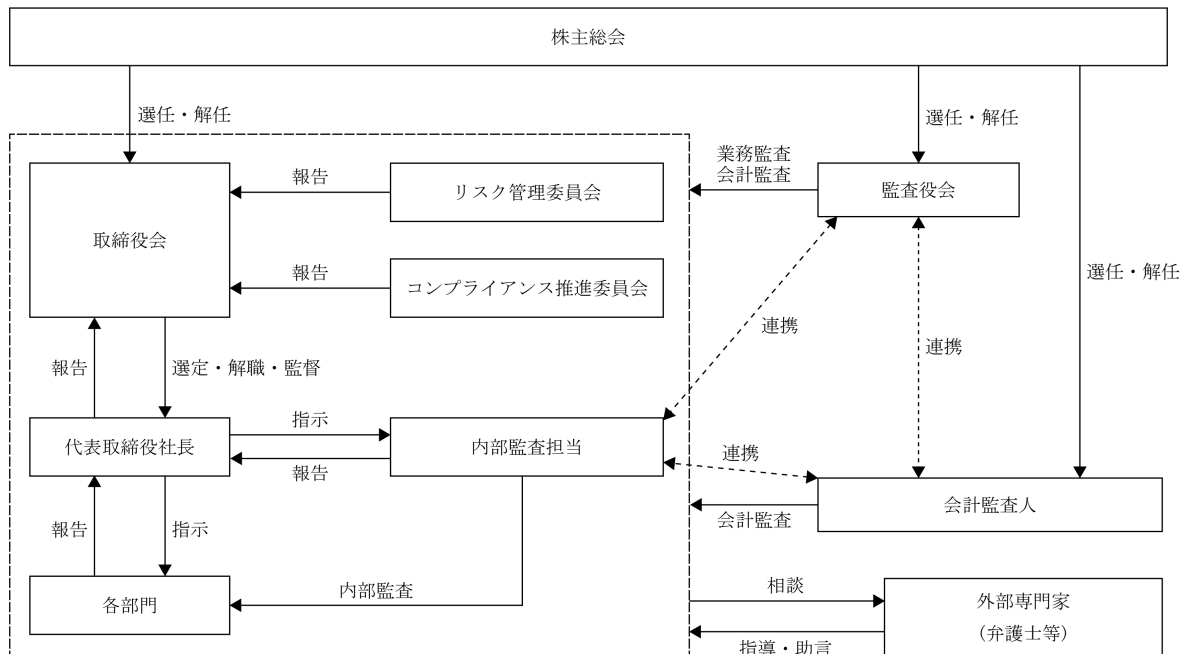 株主総会
選任・解任
選任・解任
業務監査
会計監査
監査役会
報告
リスク管理委員会
取締役会
選任・解任
報告
コンプライアンス推進委員会
連携
連携
報告
選定・解職・監督
指示
代表取締役社長
内部監査担当
報告
連携
会計監査人
会計監査
報告
指示
内部監査
各部門
相談
外部専門家
（弁護士等）
指導・助言